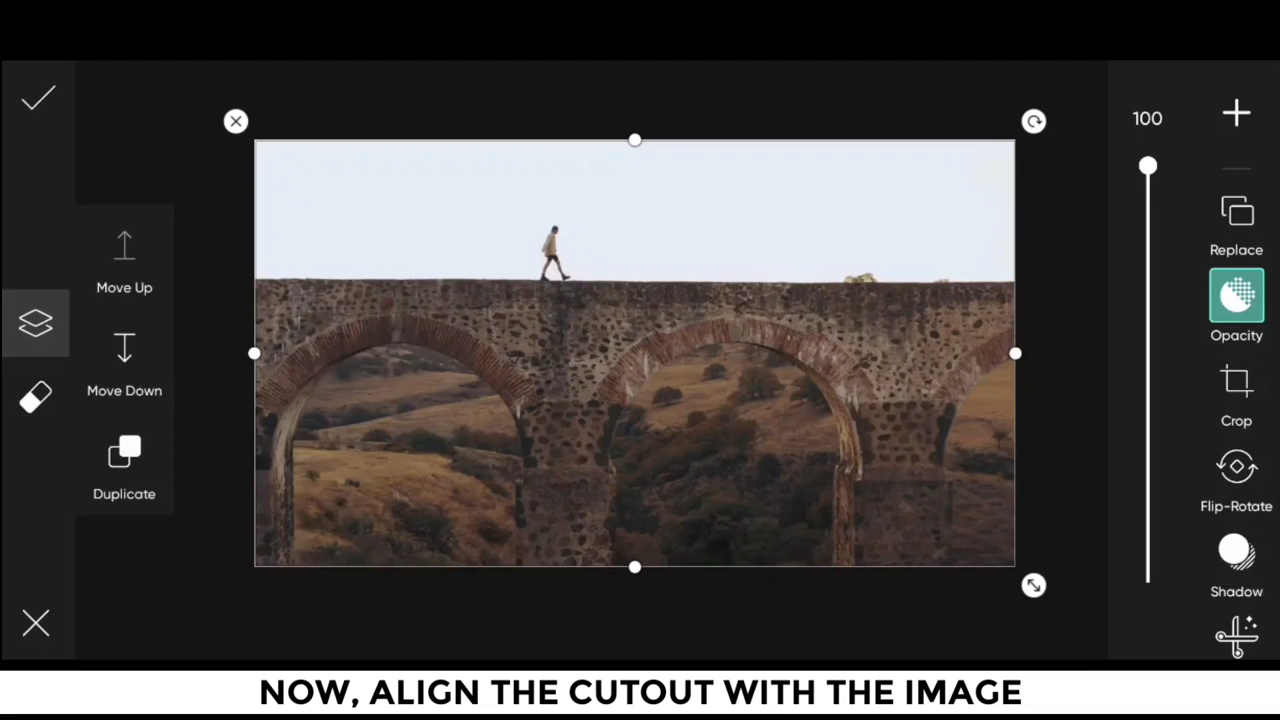 100
Replace
Move Up
Opacity
Move Down
Crop
Duplicate
Flip-Rotate
Shadow
NOW, ALIGN THE CUTOUT WITH THE IMAGE